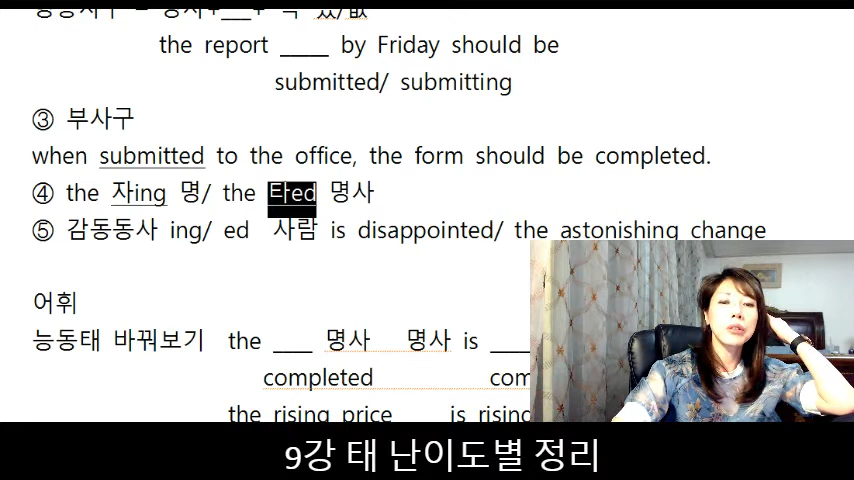 the report _____ by Friday should be
submitted/ submitting
③ 부사구
when submitted to the office, the form should be completed.
④ the 자ing 명/ the 타ed 명사
⑤ 감동동사 ing/ ed 사람 is disappointed/ the astonishing change
어휘
능동태 바꿔보기 the ____ 명사 명사 is ____
completed com
the rising price is rising
9강 태 난이도별 정리